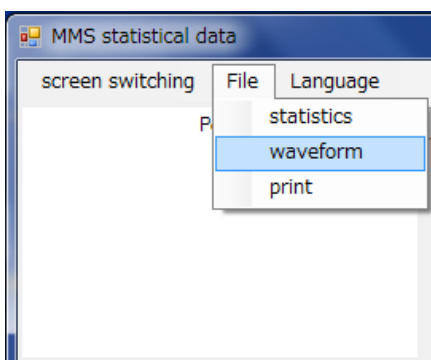 MMS statistical data
screen switching File Language
statistics
waveform
print